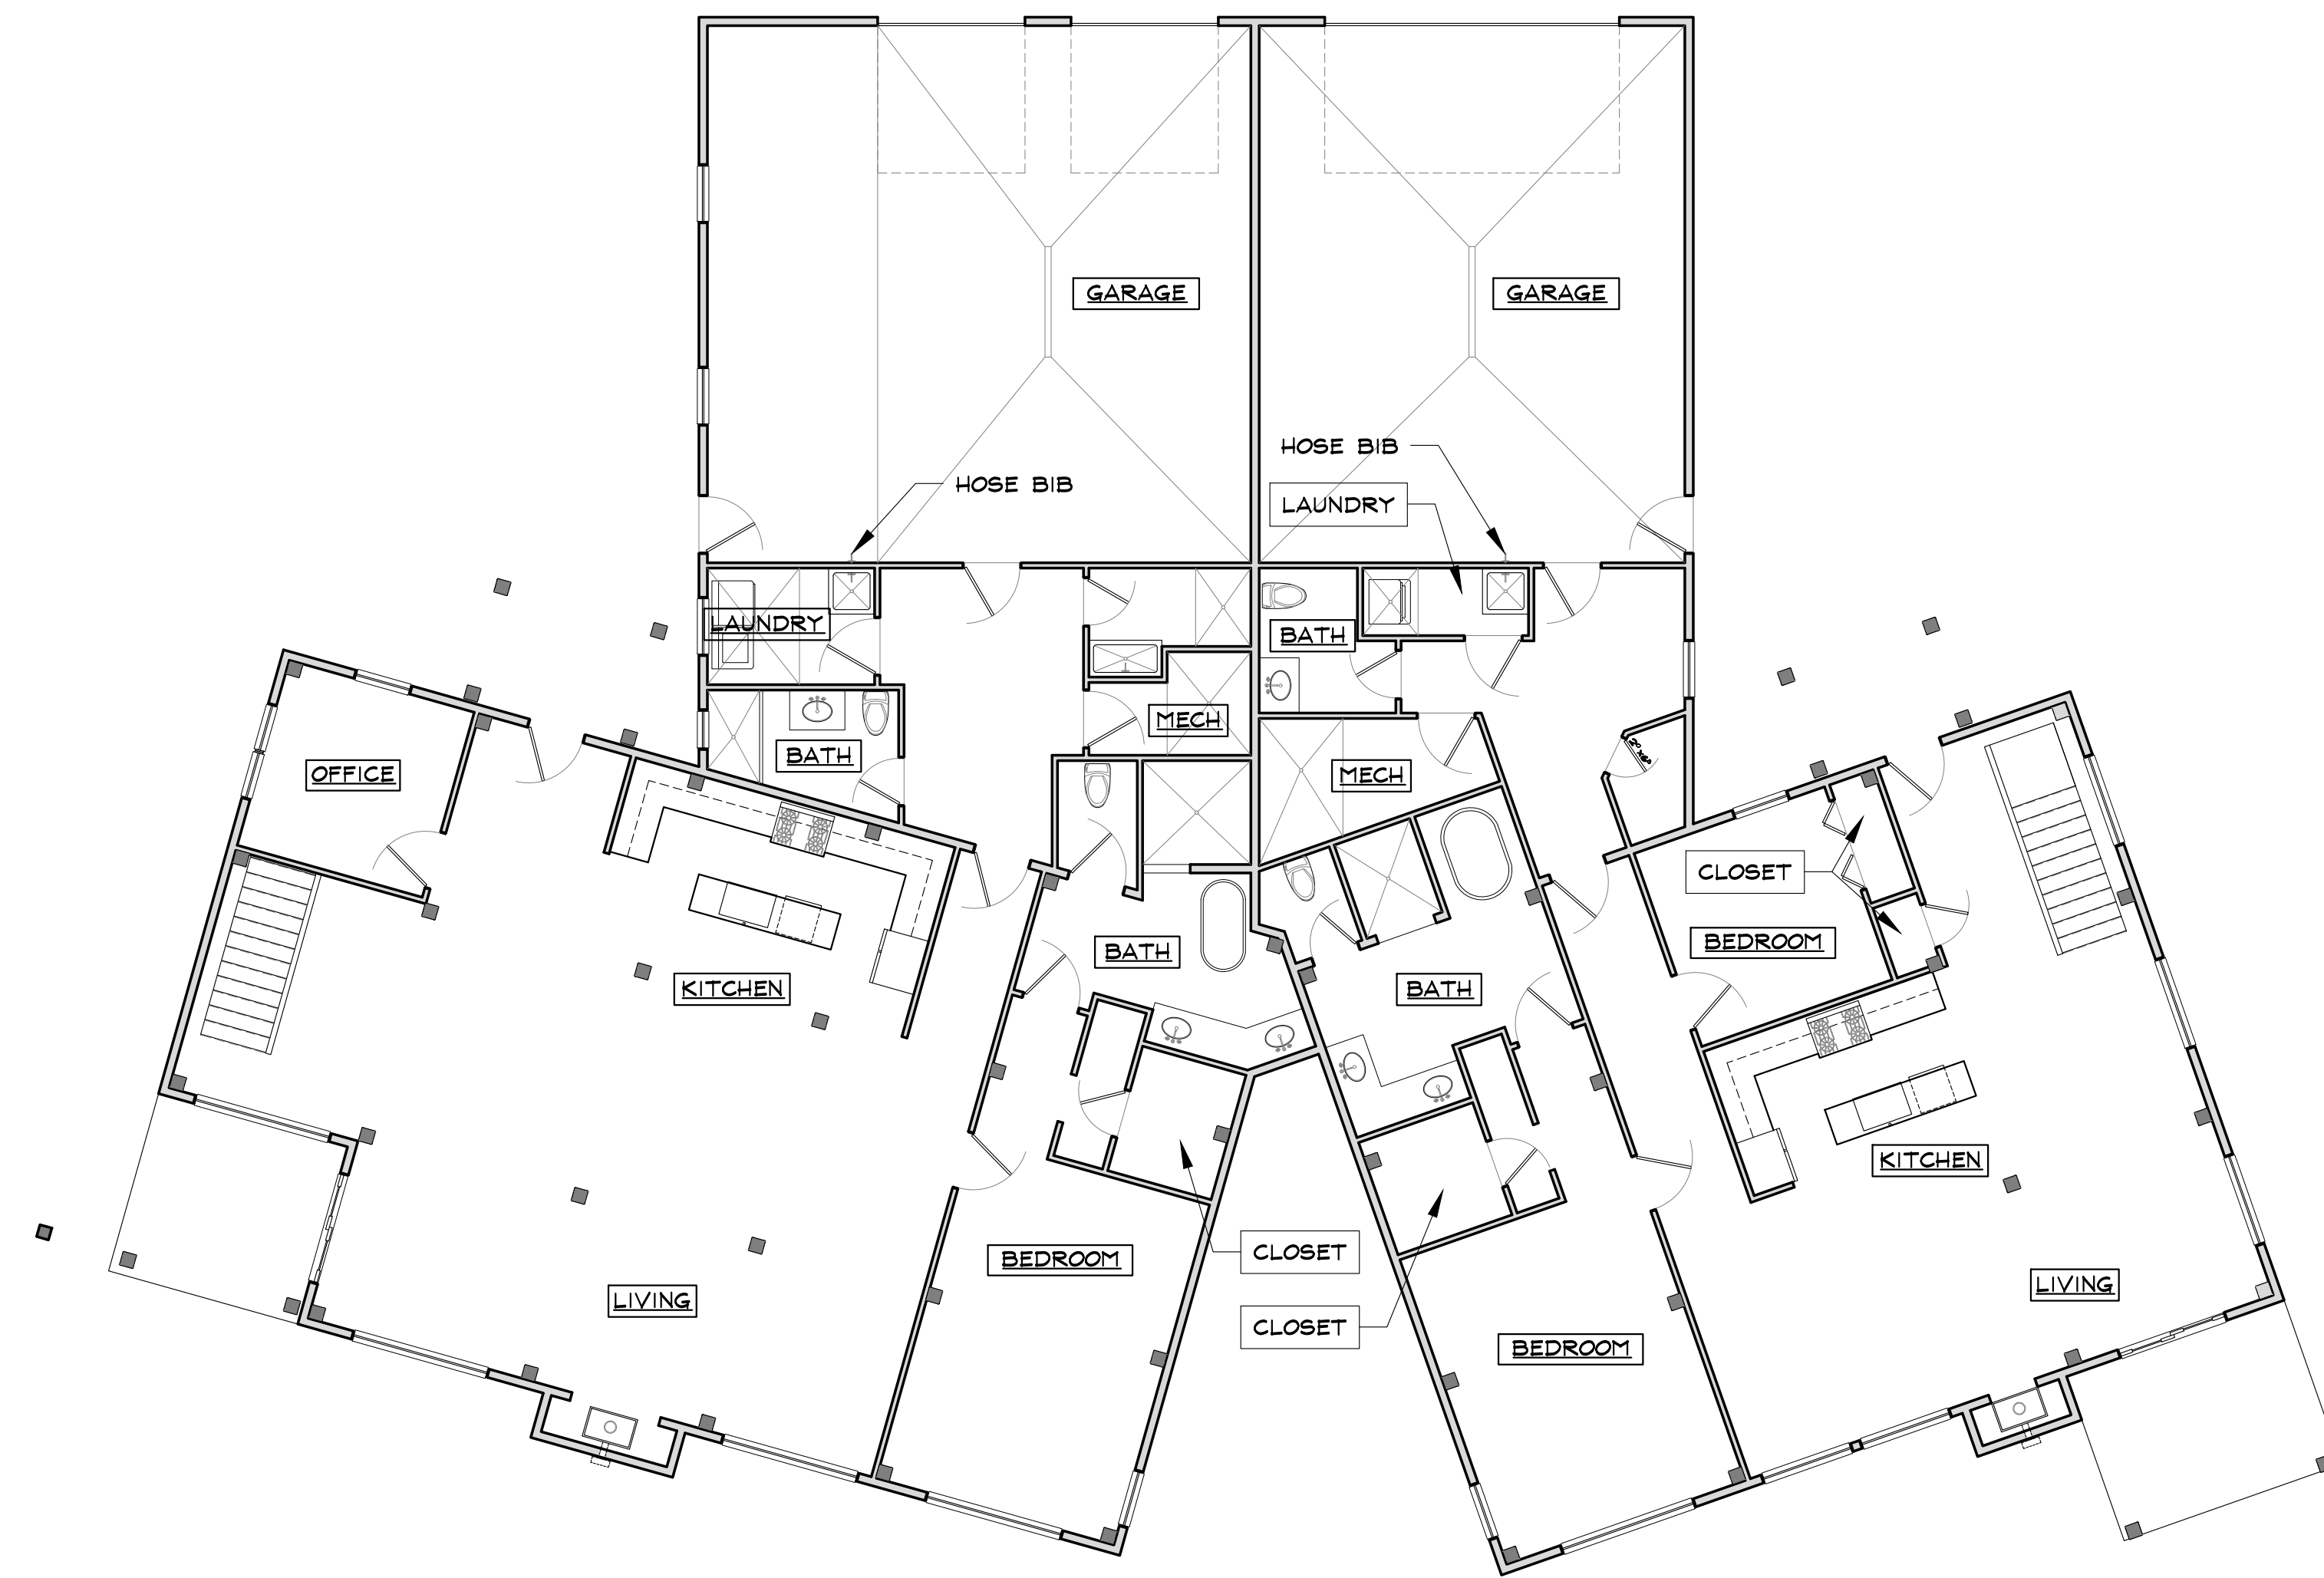 GARAGE
GARAGE
HOSE BIB
HOSE BIB
LAUNDRY
LAUNDRY
BATH
MECH
BATH
OFFICE
MECH
CLOSET
BATH
KITCHEN
BATH
BEDROOM
KITCHEN
BEDROOM
CLOSET
LIVING
LIVING
CLOSET
BEDROOM